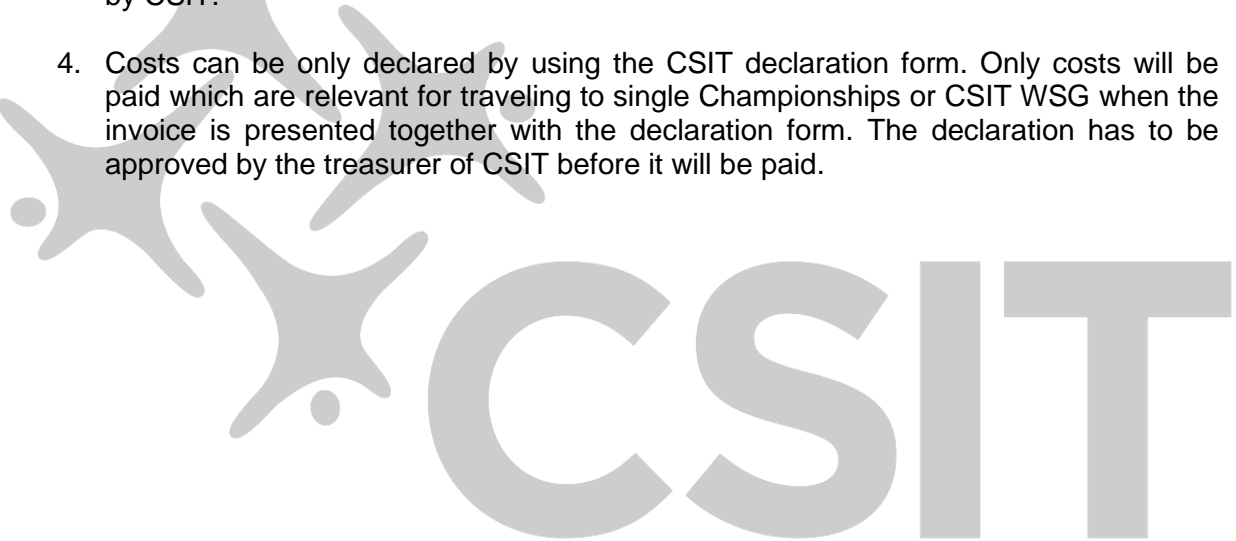 by CSIT.
4. Costs can be only declared by using the CSIT declaration form. Only costs will be
paid which are relevant for traveling to single Championships or CSIT WSG when the
invoice is presented together with the declaration form. The declaration has to be
approved by the treasurer of CSIT before it will be paid.
CSIT